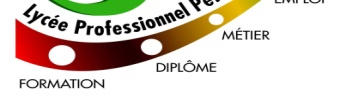 Lycée Professionnel
EMPLOI
MÉTIER
DIPLÔME
FORMATION